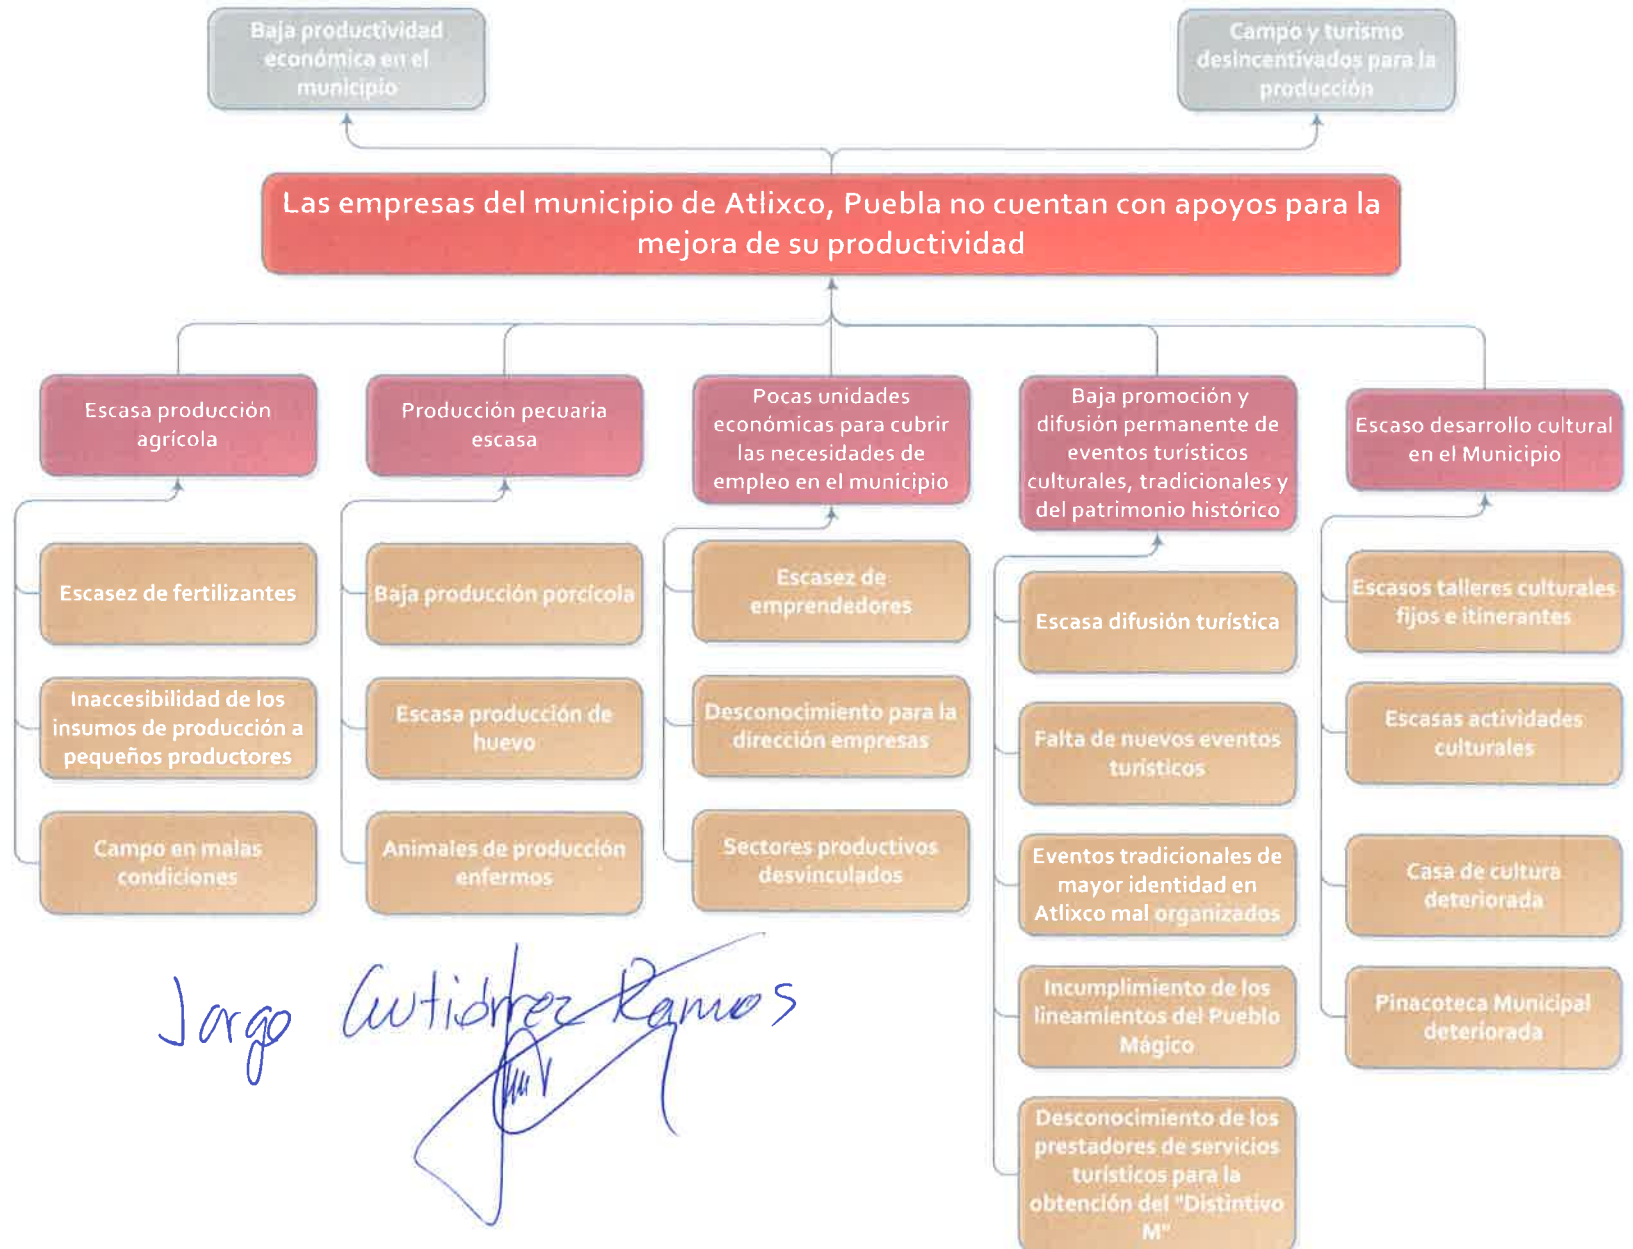 Baja productividad
económica en el
municipio
Campo y turismo
desincentivados para la
producción
Las empresas del municipio de Atlixco, Puebla no cuentan con apoyos para la
mejora de su productividad
Escasa producción
agrícola
Escasez de fertilizantes
Inaccesibilidad de los
insumos de producción a
pequeños productores
Campo en malas
condiciones
Producción pecuaria
escasa
Baja producción porcícola
Escasa producción de
huevo
Animales de producción
enfermos
Pocas unidades
económicas para cubrir
las necesidades de
empleo en el municipio
Escasez de
emprendedores
Desconocimiento para la
dirección empresas
Sectores productivos
desvinculados
Baja promoción y
difusión permanente de
eventos turísticos
culturales, tradicionales y
del patrimonio histórico
Escasa difusión turística
Falta de nuevos eventos
turísticos
Eventos tradicionales de
mayor identidad en
Atlixco mal organizados
Incumplimiento de los
lineamientos del Pueblo
Mágico
Desconocimiento de los
prestadores de servicios
turísticos para la
obtención del "Distintivo
M"
Escaso desarrollo cultural
en el Municipio
Escasos talleres culturales
fijos e itinerantes
Escasas actividades
culturales
Casa de cultura
deteriorada
Pinacoteca Municipal
deteriorada
Jorge Gutiérrez Ramos